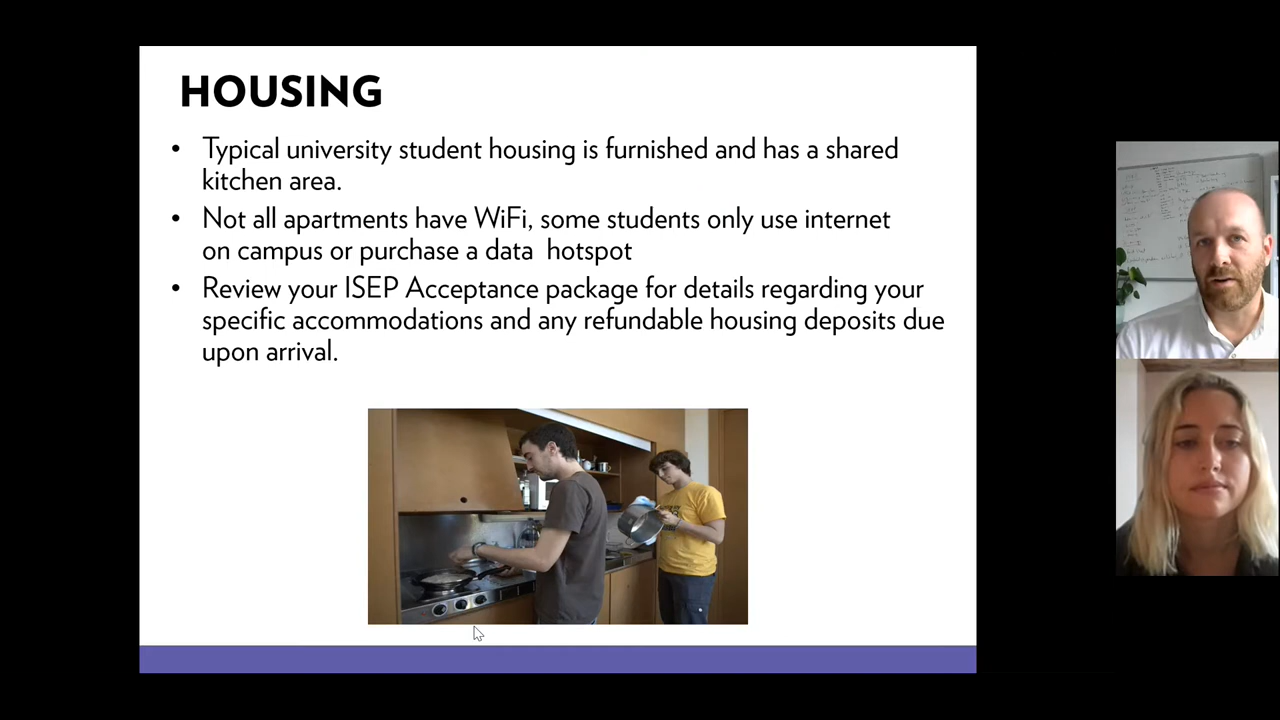 HOUSING
• Typical university student housing is furnished and has a shared
kitchen area.
• Not all apartments have WiFi, some students only use internet
on campus or purchase a data  hotspot
• Review your ISEP Acceptance package for details regarding your
specific accommodations and any refundable housing deposits due
upon arrival.